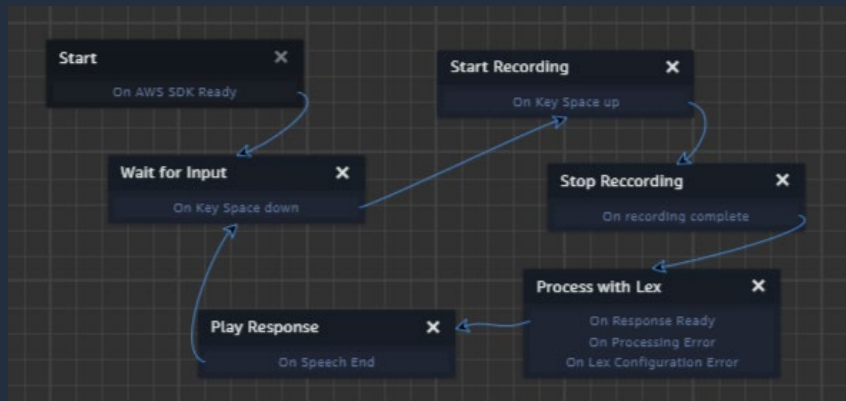 Start
On AWS SDK Ready
Start Recording
On Key Space up
Wait for Input
On Key Space down
Stop Reccording
On recording complete
Process with Lex
On Response Ready
On Processing Error
On Lex Configuration Error
Play Response
On Speech End